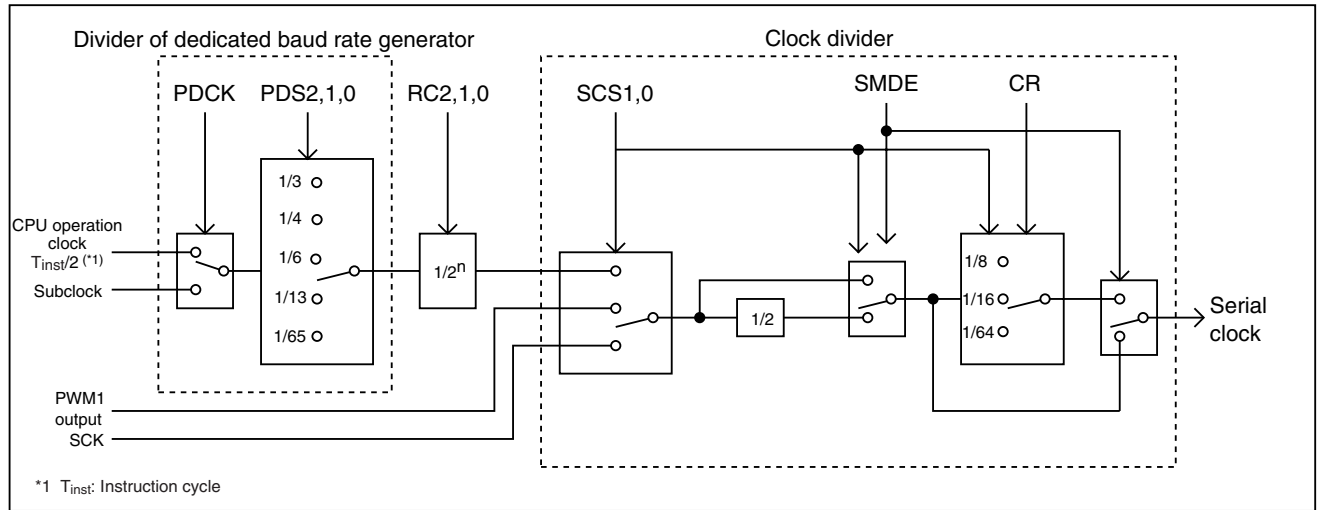 Divider of dedicated baud rate generator
Clock divider
PDCK
PDS2,1,0
RC2,1,0
SCS1,0
SMDE
CR
1/3
1/4
1/6
1/13
1/65
CPU operation
clock
Tinst/2 (*1)
Subclock
1/2n
1/2
1/8
1/16
1/64
Serial
clock
PWM1
output
SCK
*1 Tinst: Instruction cycle